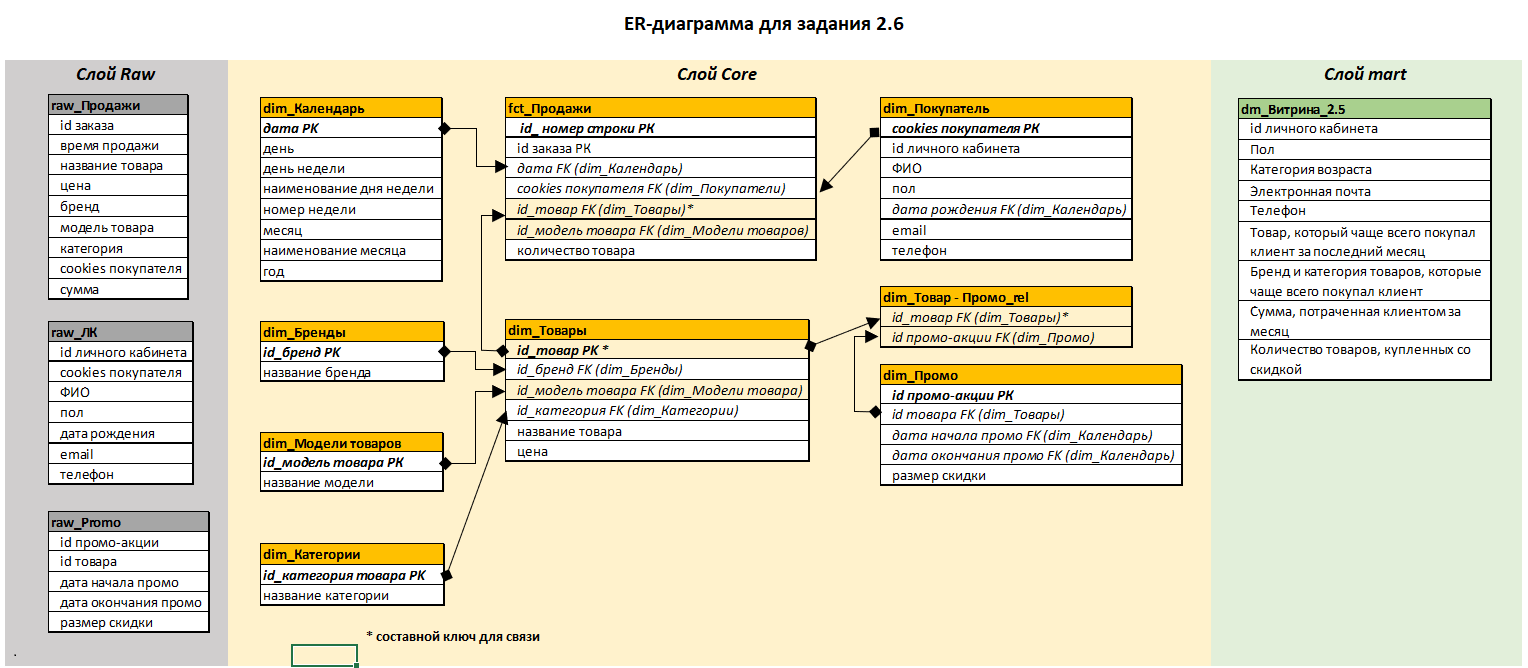 ER-диаграмма для задания 2.6
Слой Raw
raw_Продажи
id заказа
время продажи
название товара
цена
бренд
модель товара
категория
cookies покупателя
сумма
raw_ЛК
id личного кабинета
cookies покупателя
ФИО
пол
дата рождения
email
телефон
raw_Promo
id промо-акции
id товара
дата начала промо
дата окончания промо
размер скидки
.
Слой Core
dim_Календарь
дата PK
день
день недели
наименование дня недели
номер недели
месяц
наименование месяца
год
dim_Бренды
id_бренд PK
название бренда
dim_Модели товаров
id_модель товара PK
название модели
dim_Категории
id_категория товара PK
название категории
fct_Продажи
id_ номер строки PK
id заказа PK
дата FK (dim_Календарь)
cookies покупателя FK (dim_Покупатели)
id_товар FK (dim_Товары)*
id_модель товара FK (dim_Модели товаров)
количество товара
dim_Товары
id_товар PK *
id_бренд FK (dim_Бренды)
id_модель товара FK (dim_Модели товара)
id_категория FK (dim_Категории)
название товара
цена
dim_Покупатель
cookies покупателя PK
id личного кабинета
ФИО
пол
дата рождения FK (dim_Календарь)
email
телефон
dim_Товар - Промо_rel
id_товар FK (dim_Товары)*
id промо-акции FK (dim_Промо)
dim_Промо
id промо-акции PK
id товара FK (dim_Товары)
дата начала промо FK (dim_Календарь)
дата окончания промо FK (dim_Календарь)
размер скидки
* составной ключ для связи
Слой mart
dm_Витрина_2.5
id личного кабинета
Пол
Категория возраста
Электронная почта
Телефон
Товар, который чаще всего покупал
клиент за последний месяц
Бренд и категория товаров, которые
чаще всего покупал клиент
Сумма, потраченная клиентом за
месяц
Количество товаров, купленных со
скидкой